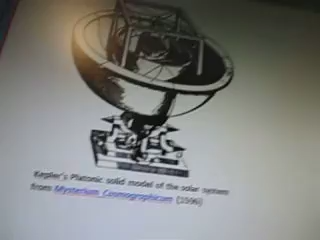 Kepler's Platonic solid model of the solar system
from Mysterium Cosmographicum (1596)